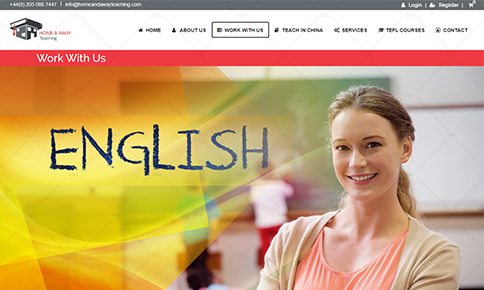 +44(0) 203 086 7447 | info@homeandawayteaching.com Login | Register |
HOME & AWAY
Teaching
HOME ABOUT US WORK WITH US TEACH IN CHINA SERVICES TEFL COURSES CONTACT
Work With Us
ENGLISH